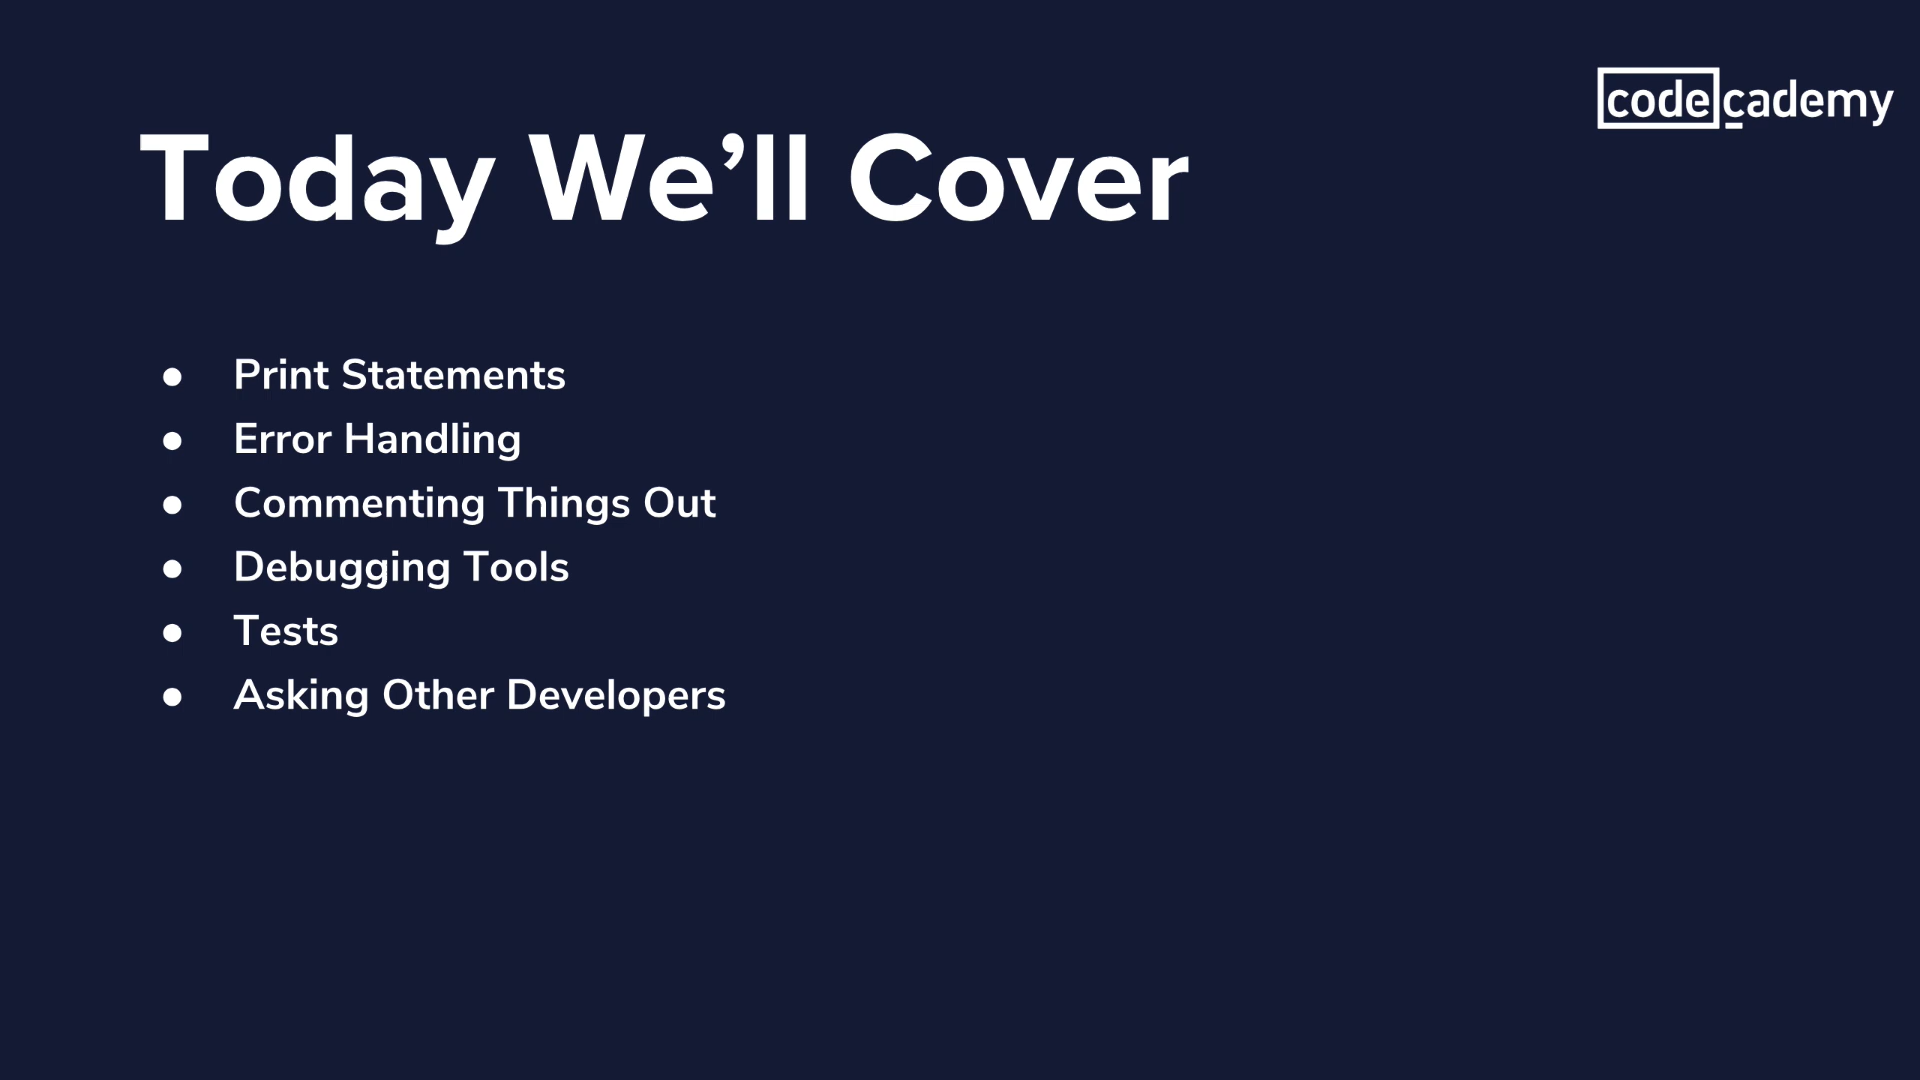 codecademy
Today We’ll Cover
● Print Statements
● Error Handling
● Commenting Things Out
● Debugging Tools
● Tests
● Asking Other Developers